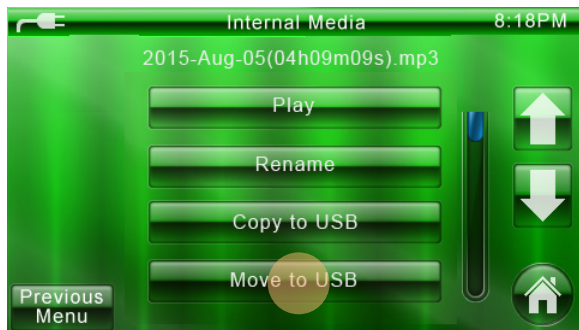 Internal Media
8:18PM
2015-Aug-05(04h09m09s).mp3
Play
Rename
Copy to USB
Move to USB
Previous
Menu